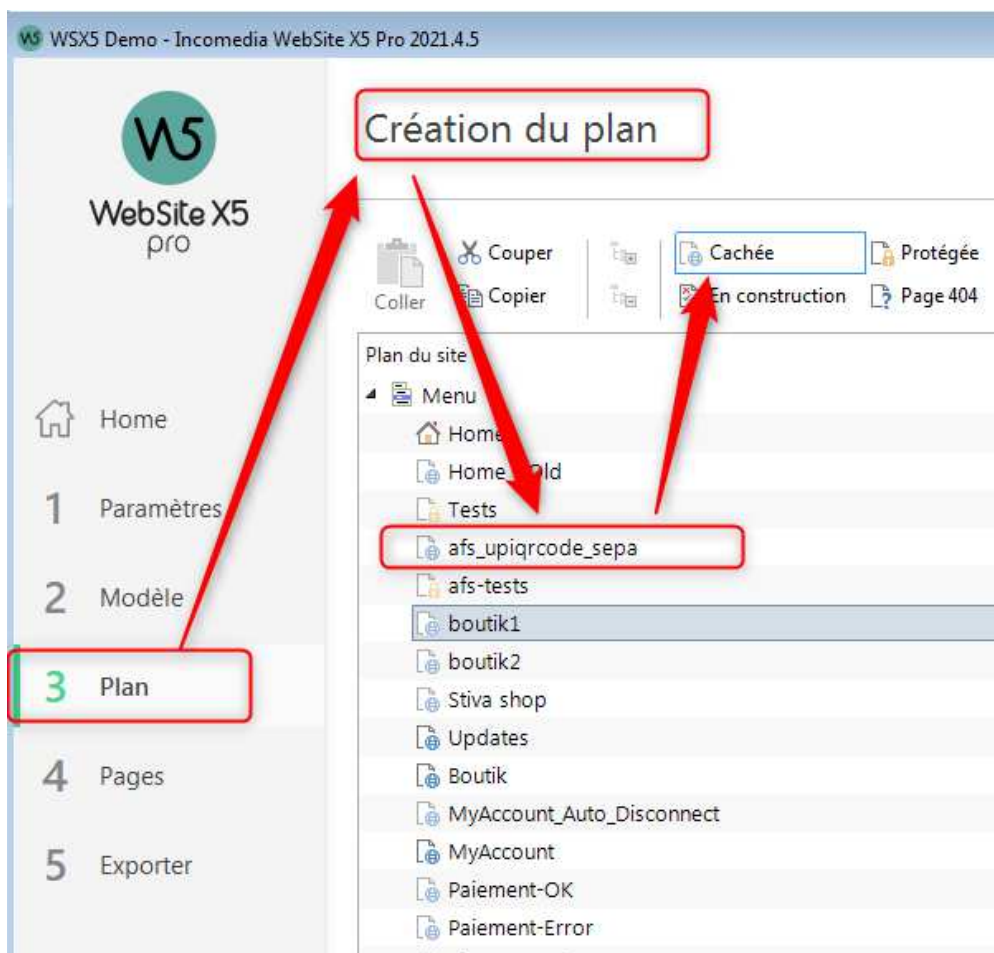 WS WSX5 Demo - Incomedia WebSite X5 Pro 2021.4.5
W5
WebSite X5
pro
Home
1 Paramètres
2 Modèle
3 Plan
4 Pages
5 Exporter
Création du plan
Coller
Couper
Copier
Cachée
En construction
Protégée
Page 404
Plan du site
Menu
Home
Home Old
Tests
afs_upiqrcode_sepa
afs-tests
boutik1
boutik2
Stiva shop
Updates
Boutik
MyAccount_Auto_Disconnect
MyAccount
Paiement-OK
Paiement-Error